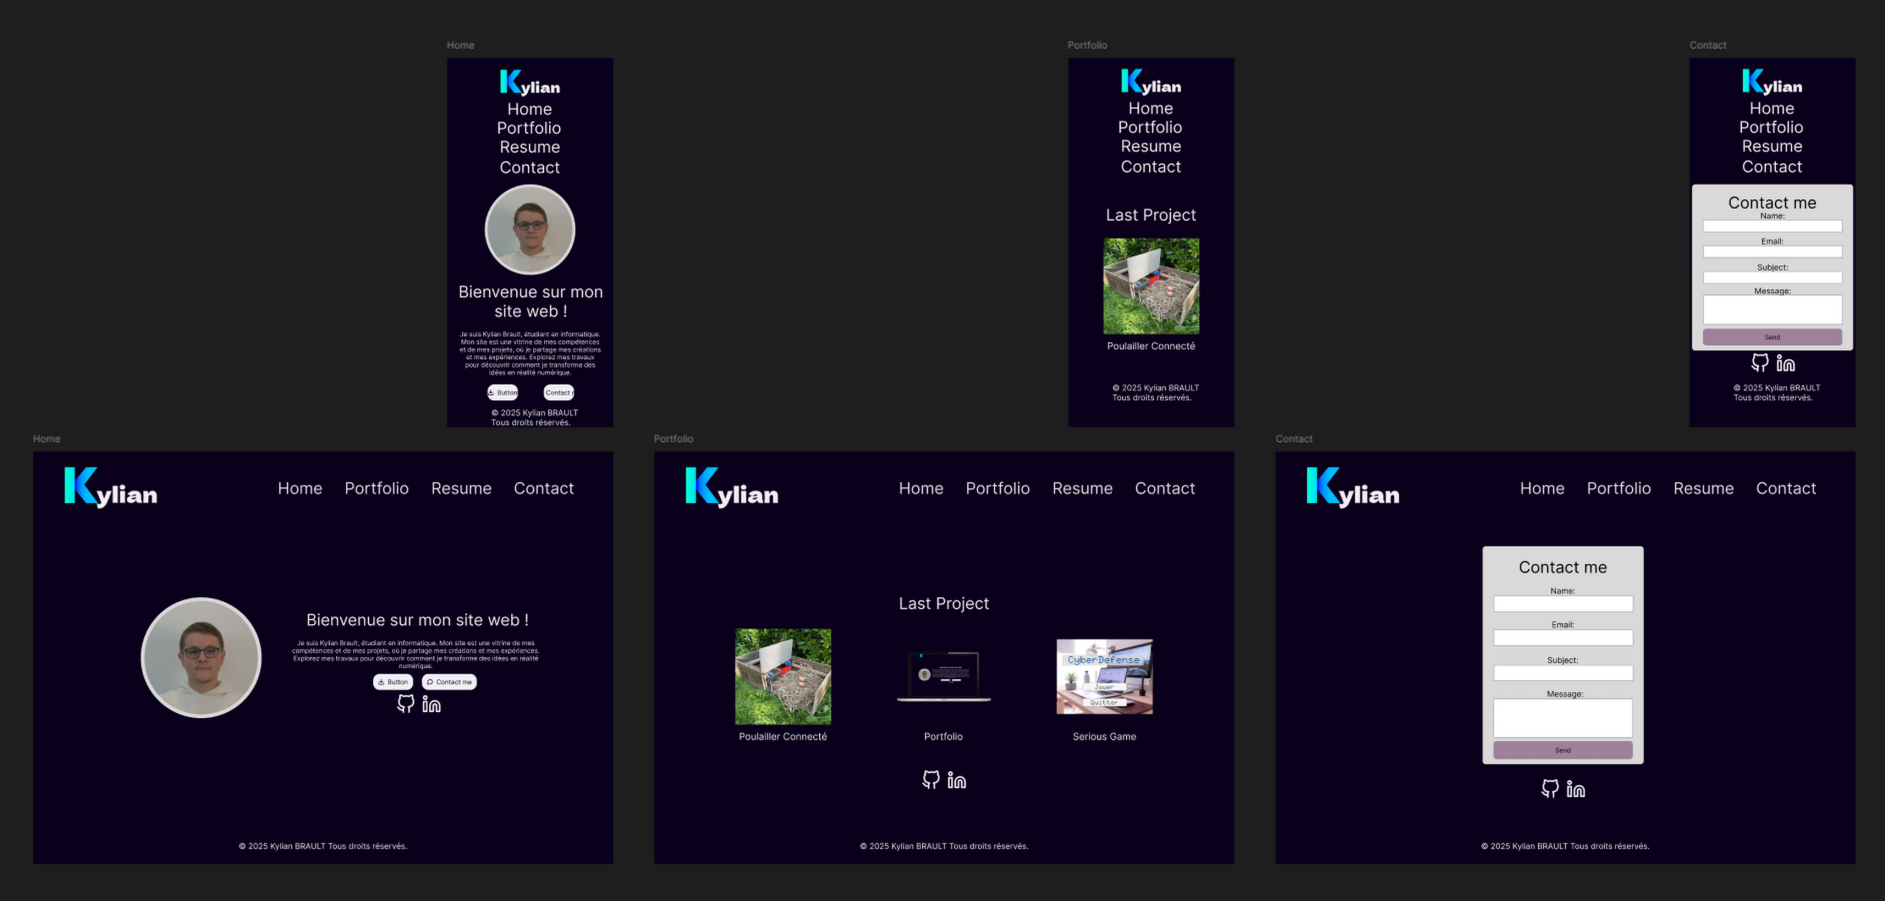 Home
Kylian
Home
Portfolio
Resume
Contact
Bienvenue sur mon
site web !
Je suis Kylian Brault, étudiant en informatique.
Mon site est une vitrine de mes compétences
et de mes projets, où je partage mes créations
et mes expériences. Explorez mes travaux
pour découvrir comment je transforme des
idées en réalité numérique.
Button
Contact
© 2025 Kylian BRAULT
Tous droits réservés.
Portfolio
Kylian
Home
Portfolio
Resume
Contact
Last Project
Poulailler Connecté
© 2025 Kylian BRAULT
Tous droits réservés.
Contact
Kylian
Home
Portfolio
Resume
Contact
Contact me
Name:
Email:
Subject:
Message:
Send
© 2025 Kylian BRAULT
Tous droits réservés.
Home
Kylian
Home Portfolio Resume Contact
Bienvenue sur mon site web !
Je suis Kylian Brault, étudiant en informatique. Mon site est une vitrine de mes
compétences et de mes projets, où je partage mes créations et mes expériences.
Explorez mes travaux pour découvrir comment je transforme des idées en réalité
numérique.
Button
Contact me
© 2025 Kylian BRAULT Tous droits réservés.
Portfolio
Kylian
Home Portfolio Resume Contact
Last Project
CyberDefense
Jouer
Quitter
Poulailler Connecté
Portfolio
Serious Game
© 2025 Kylian BRAULT Tous droits réservés.
Contact
Kylian
Home Portfolio Resume Contact
Contact me
Name:
Email:
Subject:
Message:
Send
© 2025 Kylian BRAULT Tous droits réservés.